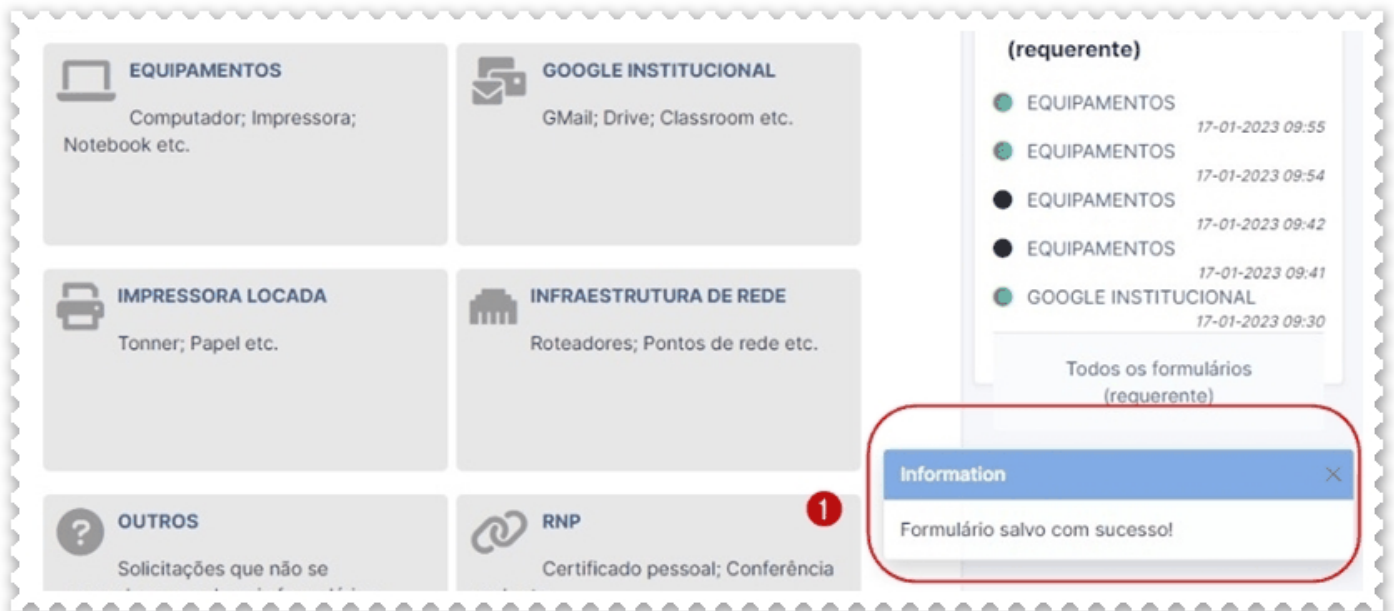 EQUIPAMENTOS
Computador; Impressora;
Notebook etc.
GOOGLE INSTITUCIONAL
GMail; Drive; Classroom etc.
IMPRESSORA LOCADA
Tonner; Papel etc.
INFRAESTRUTURA DE REDE
Roteadores; Pontos de rede etc.
OUTROS
Solicitações que não se
RNP
Certificado pessoal; Conferência
1
(requerente)
EQUIPAMENTOS
17-01-2023 09:55
EQUIPAMENTOS
17-01-2023 09:54
EQUIPAMENTOS
17-01-2023 09:42
EQUIPAMENTOS
17-01-2023 09:41
GOOGLE INSTITUCIONAL
17-01-2023 09:30
Todos os formulários
(requerente)
Information
Formulário salvo com sucesso!